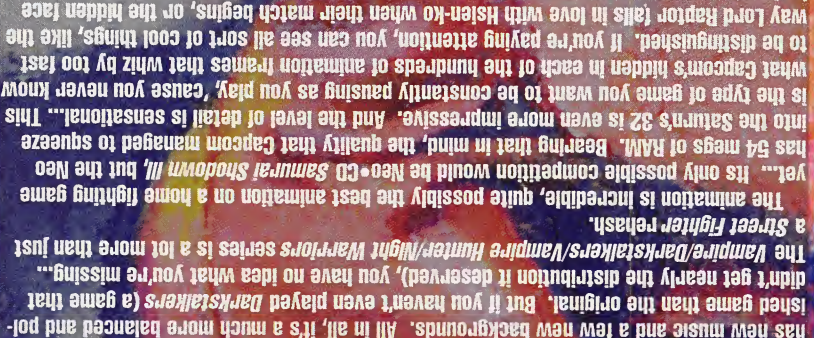 has new music and a few new backgrounds. All in all, it's a much more balanced and pol-
ished game than the original. But if you haven't even played Darkstalkers (a game that
didn't get nearly the distribution it deserved), you have no idea what you're missing...
The Vampire/Darkstalkers/Vampire Hunter/Night Warriors series is a lot more than just
a Street Fighter rehash.
The animation is incredible, quite possibly the best animation on a home fighting game
yet... Its only possible competition would be Neo•CD Samurai Shodown III, but the Neo
has 54 megs of RAM. Bearing that in mind, the quality that Capcom managed to squeeze
into the Saturn's 32 is even more impressive. And the level of detail is sensational... This
is the type of game you want to be constantly pausing as you play, 'cause you never know
what Capcom's hidden in each of the hundreds of animation frames that whiz by too fast
to be distinguished. If you're paying attention, you can see all sort of cool things, like the
way Lord Raptor falls in love with Hsien-ko when their match begins, or the hidden face